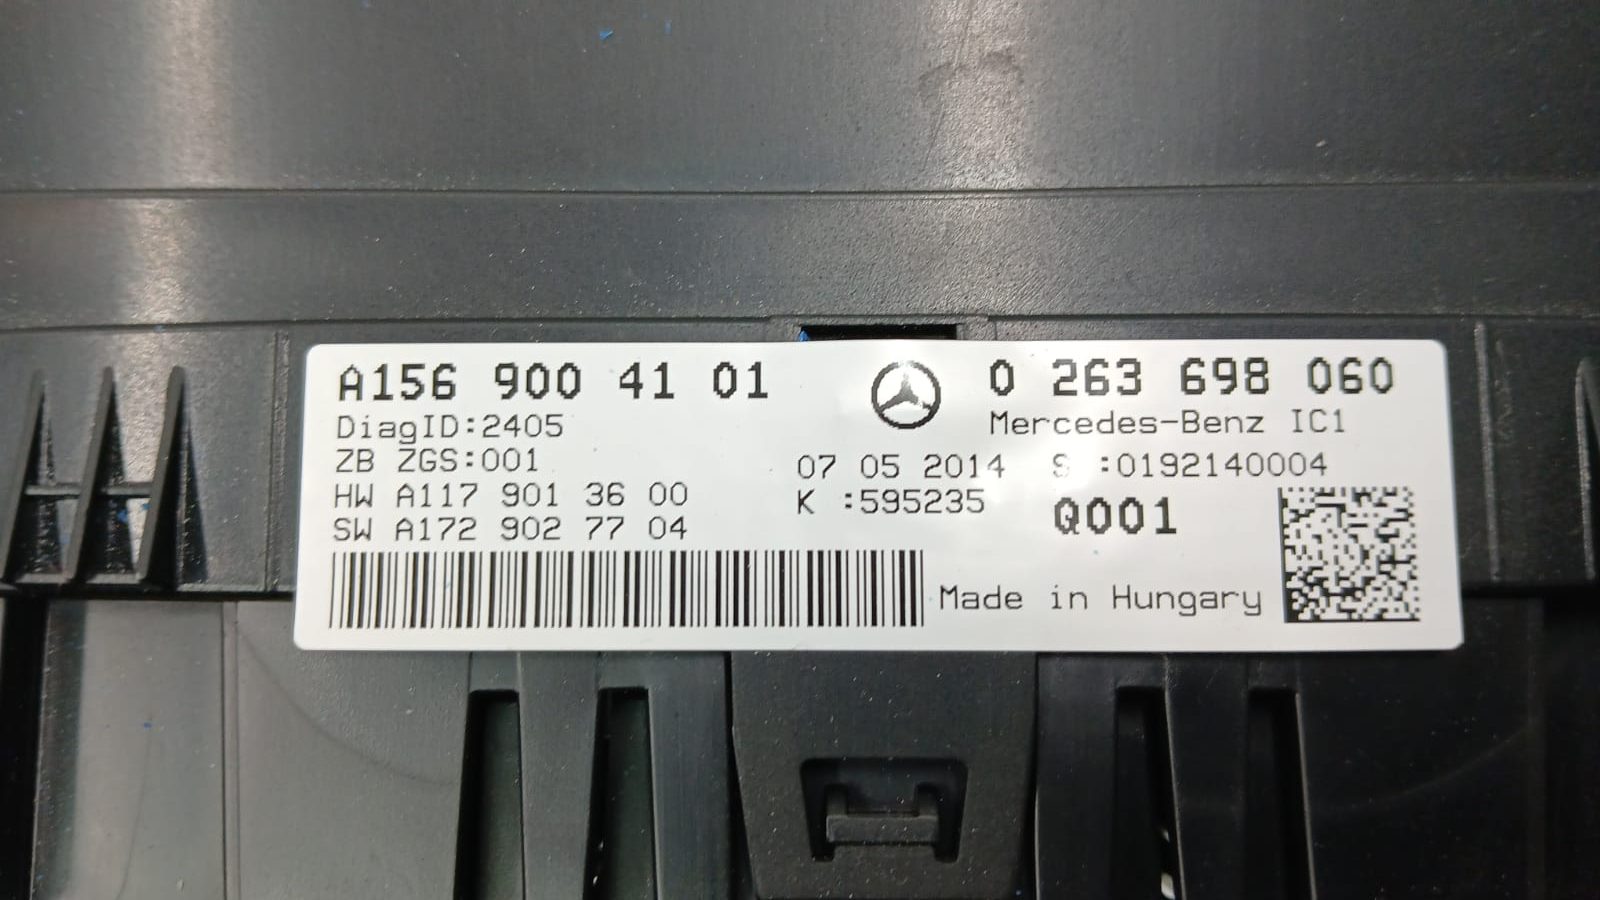 A156 900 41 01
0 263 698 060
DiagID:2405
Mercedes-Benz IC1
ZB ZGS:001
07 05 2014 S :0192140004
HW A117 901 36 00
K :595235
Q001
SW A172 902 77 04
Made in Hungary